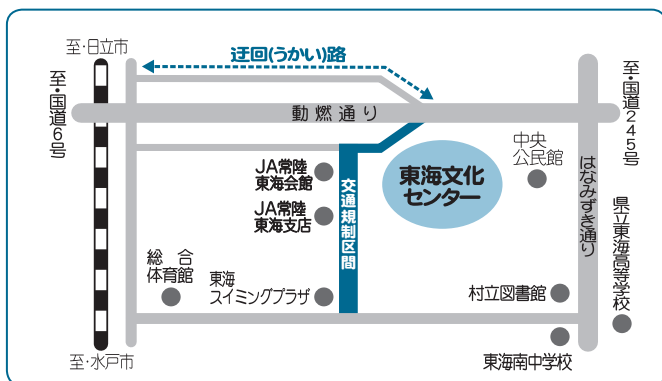 至・日立市
迂回(うかい)路
至・国道6号
動燃通り
至・国道245号
中央
公民館
JA常陸
東海会館
東海文化
センター
JA常陸
東海支店
交通規制区間
はなみずき通り
県立東海高等学校
総合
体育館
東海
スイミングプラザ
村立図書館
至・水戸市
東海南中学校